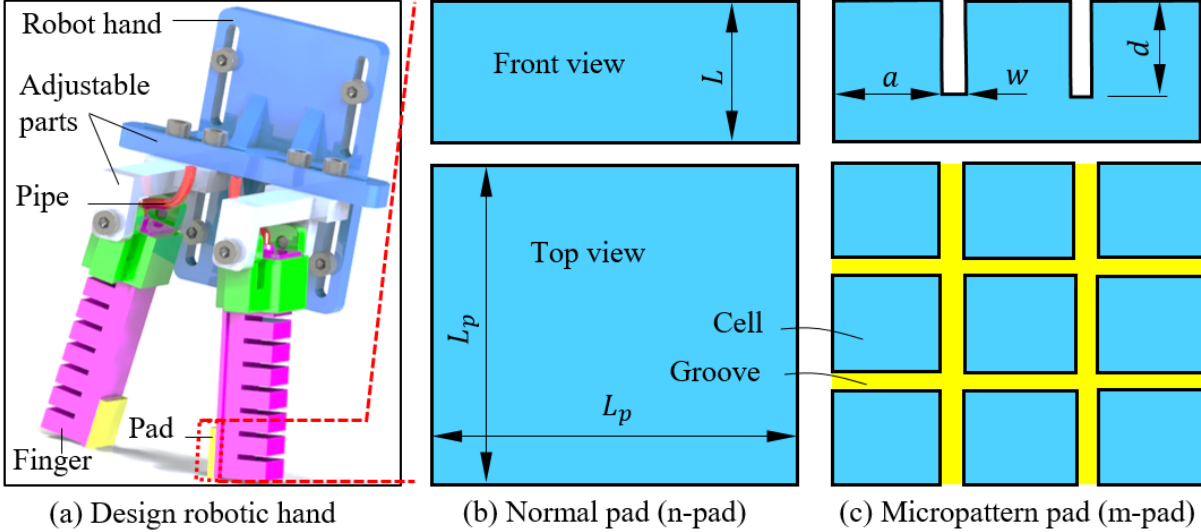 Robot hand
Adjustable
parts
Pipe
Pad
Finger
(a) Design robotic hand
Front view
L
Top view
L_p
L_p
(b) Normal pad (n-pad)
a
w
d
Cell
Groove
(c) Micropattern pad (m-pad)